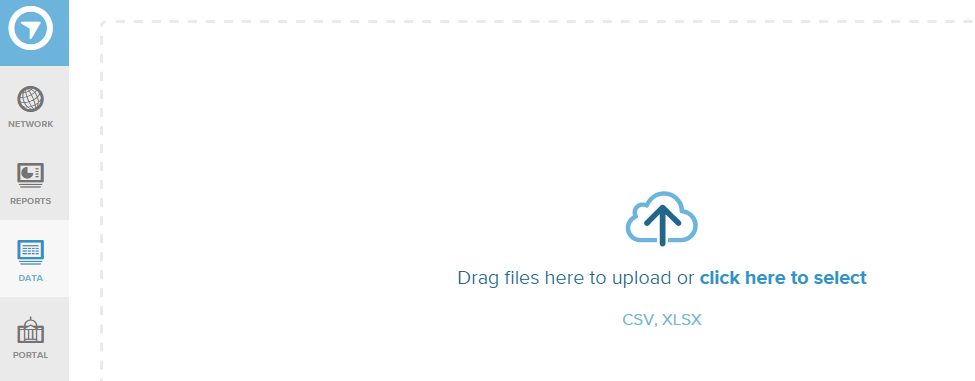 NETWORK
REPORTS
DATA
PORTAL
Drag files here to upload or click here to select
CSV, XLSX